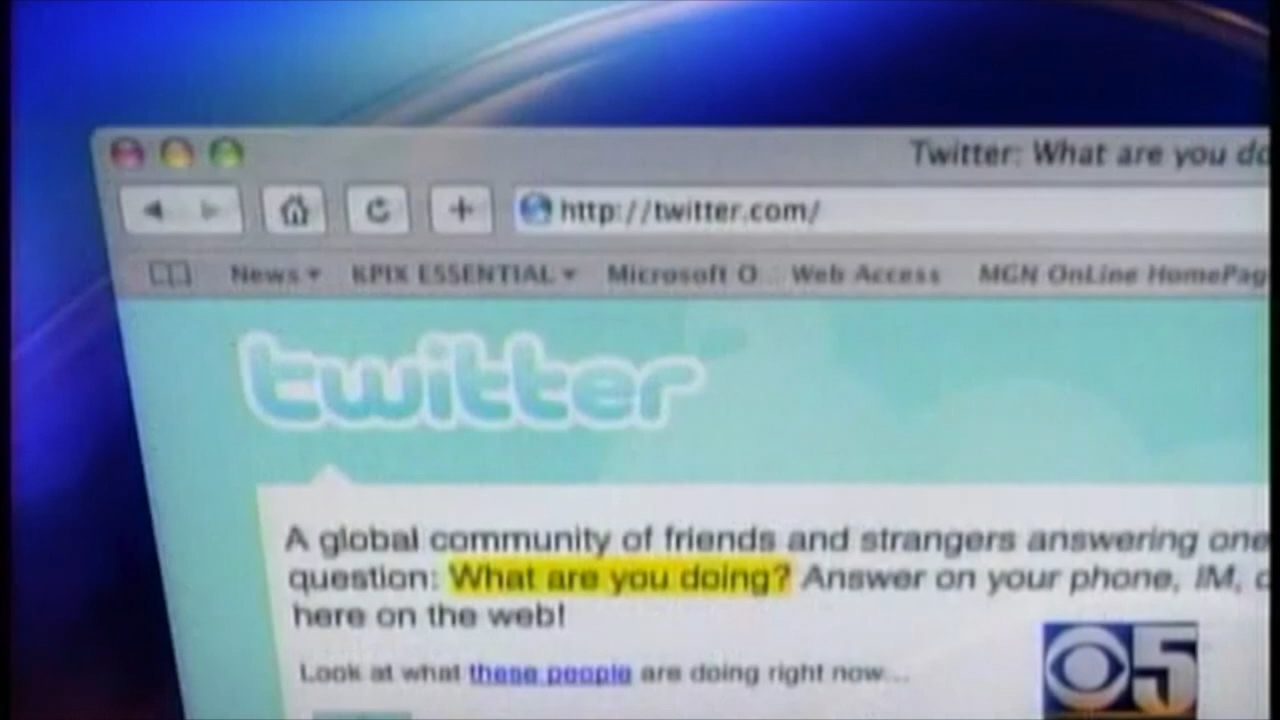 Twitter: What are you do
http://twitter.com/
News KPIX ESSENTIAL Microsoft O... Web Access MGN OnLine HomePag
twitter
A global community of friends and strangers answering one
question: What are you doing? Answer on your phone, IM, o
here on the web!
Look at what these people are doing right now...
5